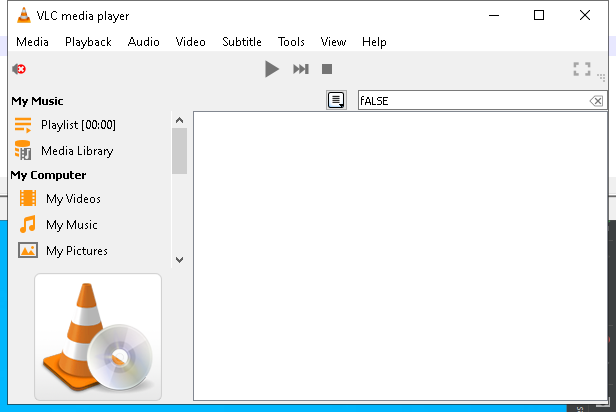 VLC media player
Media Playback Audio Video Subtitle Tools View Help
fALSE
My Music
Playlist [00:00]
Media Library
My Computer
My Videos
My Music
My Pictures